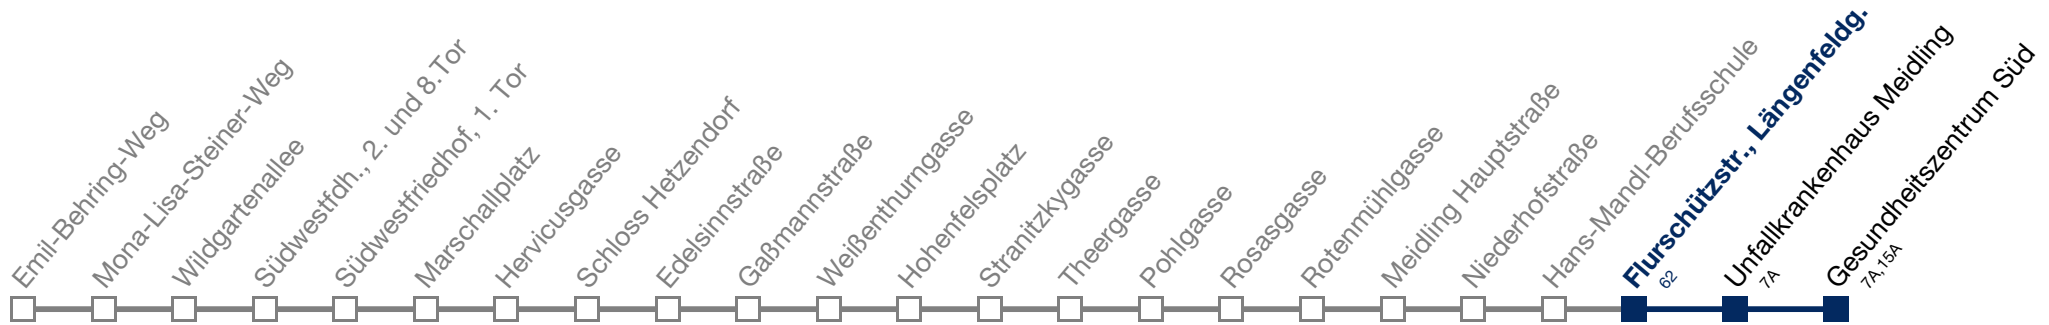 Emil-Behring-Weg
Mona-Lisa-Steiner-Weg
Wildgartenallee
Südwestfdh., 2. und 8.Tor
Südwestfriedhof, 1. Tor
Marschallplatz
Hervicusgasse
Schloss Hetzendorf
Edelsinnstraße
Gaßmannstraße
Weißenthurngasse
Hohenfelsplatz
Stranitzkygasse
Theergasse
Pohlgasse
Rosasgasse
Rotenmühlgasse
Meidling Hauptstraße
Niederhofstraße
Hans-Mandl-Berufsschule
Flurschützstr., Längenfeldg.
62
Unfallkrankenhaus Meidling
7A
Gesundheitszentrum Süd
7A,15A